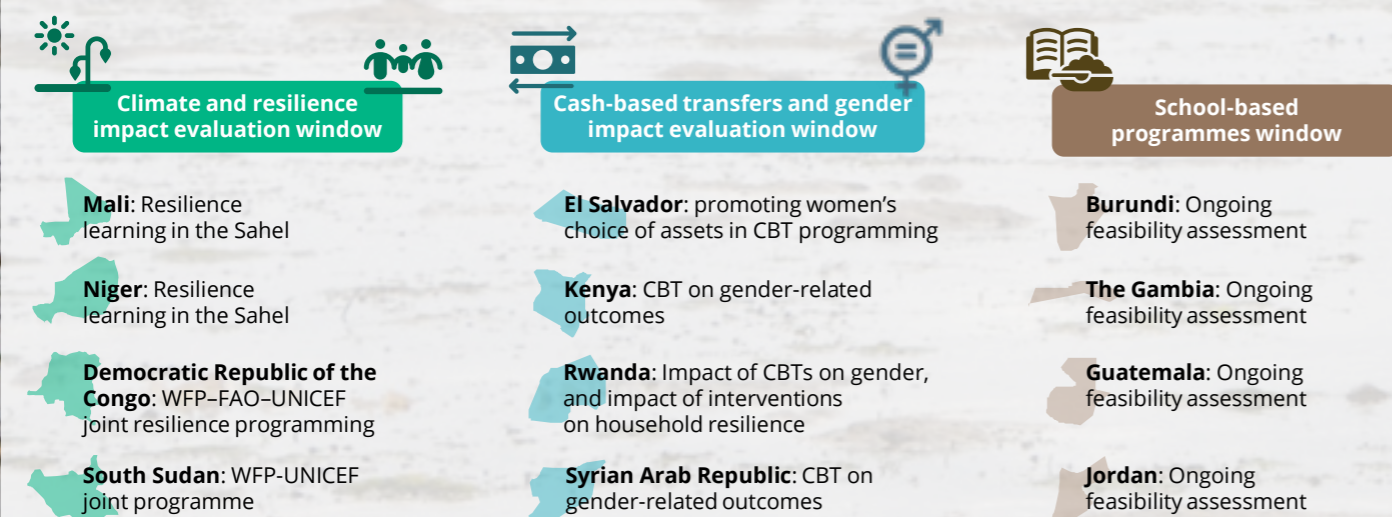 Climate and resilience
impact evaluation window
Mali: Resilience
learning in the Sahel
Niger: Resilience
learning in the Sahel
Democratic Republic of the
Congo: WFP–FAO–UNICEF
joint resilience programming
South Sudan: WFP-UNICEF
joint programme
Cash-based transfers and gender
impact evaluation window
El Salvador: promoting women’s
choice of assets in CBT programming
Kenya: CBT on gender-related
outcomes
Rwanda: Impact of CBTs on gender,
and impact of interventions
on household resilience
Syrian Arab Republic: CBT on
gender-related outcomes
School-based
programmes window
Burundi: Ongoing
feasibility assessment
The Gambia: Ongoing
feasibility assessment
Guatemala: Ongoing
feasibility assessment
Jordan: Ongoing
feasibility assessment